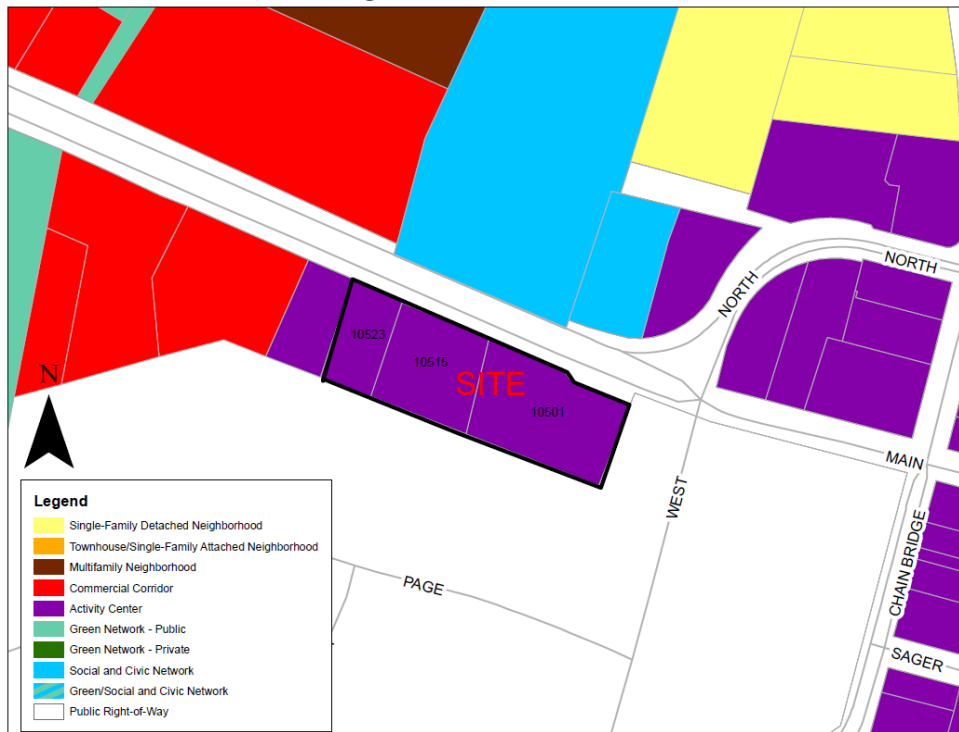 NORTH
NORTH
10523
10515
SITE
10501
N
MAIN
WEST
CHAIN BRIDGE
PAGE
SAGER
Legend
Single-Family Detached Neighborhood
Townhouse/Single-Family Attached Neighborhood
Multifamily Neighborhood
Commercial Corridor
Activity Center
Green Network - Public
Green Network - Private
Social and Civic Network
Green/Social and Civic Network
Public Right-of-Way